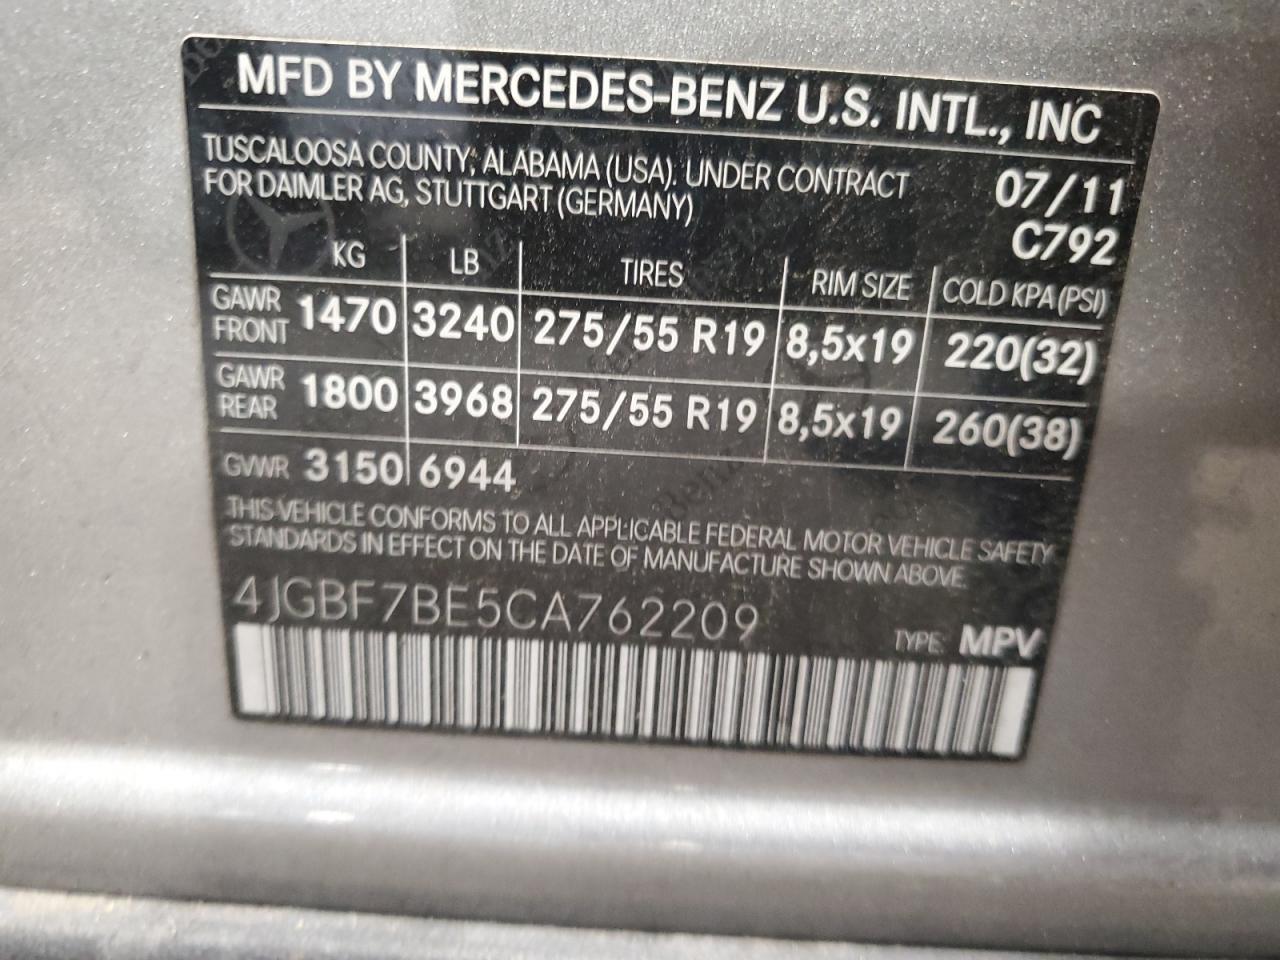 MFD BY MERCEDES-BENZ U.S. INTL., INC
TUSCALOOSA COUNTY, ALABAMA (USA). UNDER CONTRACT
FOR DAIMLER AG, STUTTGART (GERMANY)
07/11
C792
KG LB TIRES RIM SIZE COLD KPA (PSI)
GAWR FRONT 1470 3240 275/55 R19 8,5x19 220(32)
GAWR REAR 1800 3968 275/55 R19 8,5x19 260(38)
GVWR 3150 6944
THIS VEHICLE CONFORMS TO ALL APPLICABLE FEDERAL MOTOR VEHICLE SAFETY
STANDARDS IN EFFECT ON THE DATE OF MANUFACTURE SHOWN ABOVE.
4JGBF7BE5CA762209
TYPE: MPV